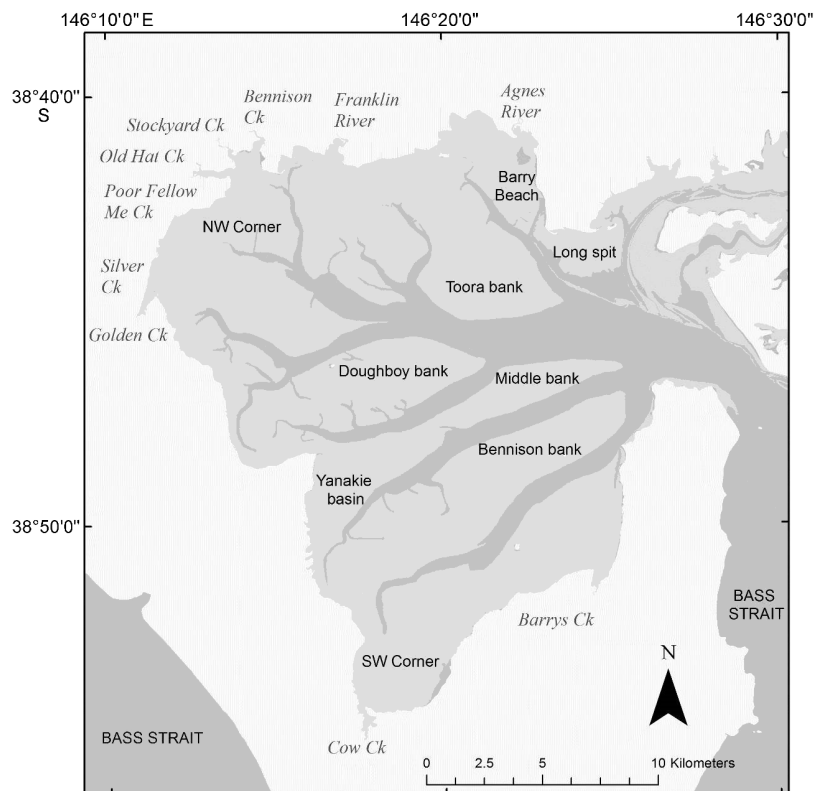 146°10'0"E
146°20'0"
146°30'0"
38°40'0"
S
Bennison
Ck
Franklin
River
Agnes
River
Stockyard Ck
Old Hat Ck
Poor Fellow
Me Ck
Barry
Beach
NW Corner
Long spit
Silver
Ck
Toora bank
Golden Ck
Doughboy bank
Middle bank
Bennison bank
Yanakie
basin
38°50'0"
BASS
STRAIT
Barrys Ck
N
SW Corner
BASS STRAIT
Cow Ck
0 2.5 5 10 Kilometers